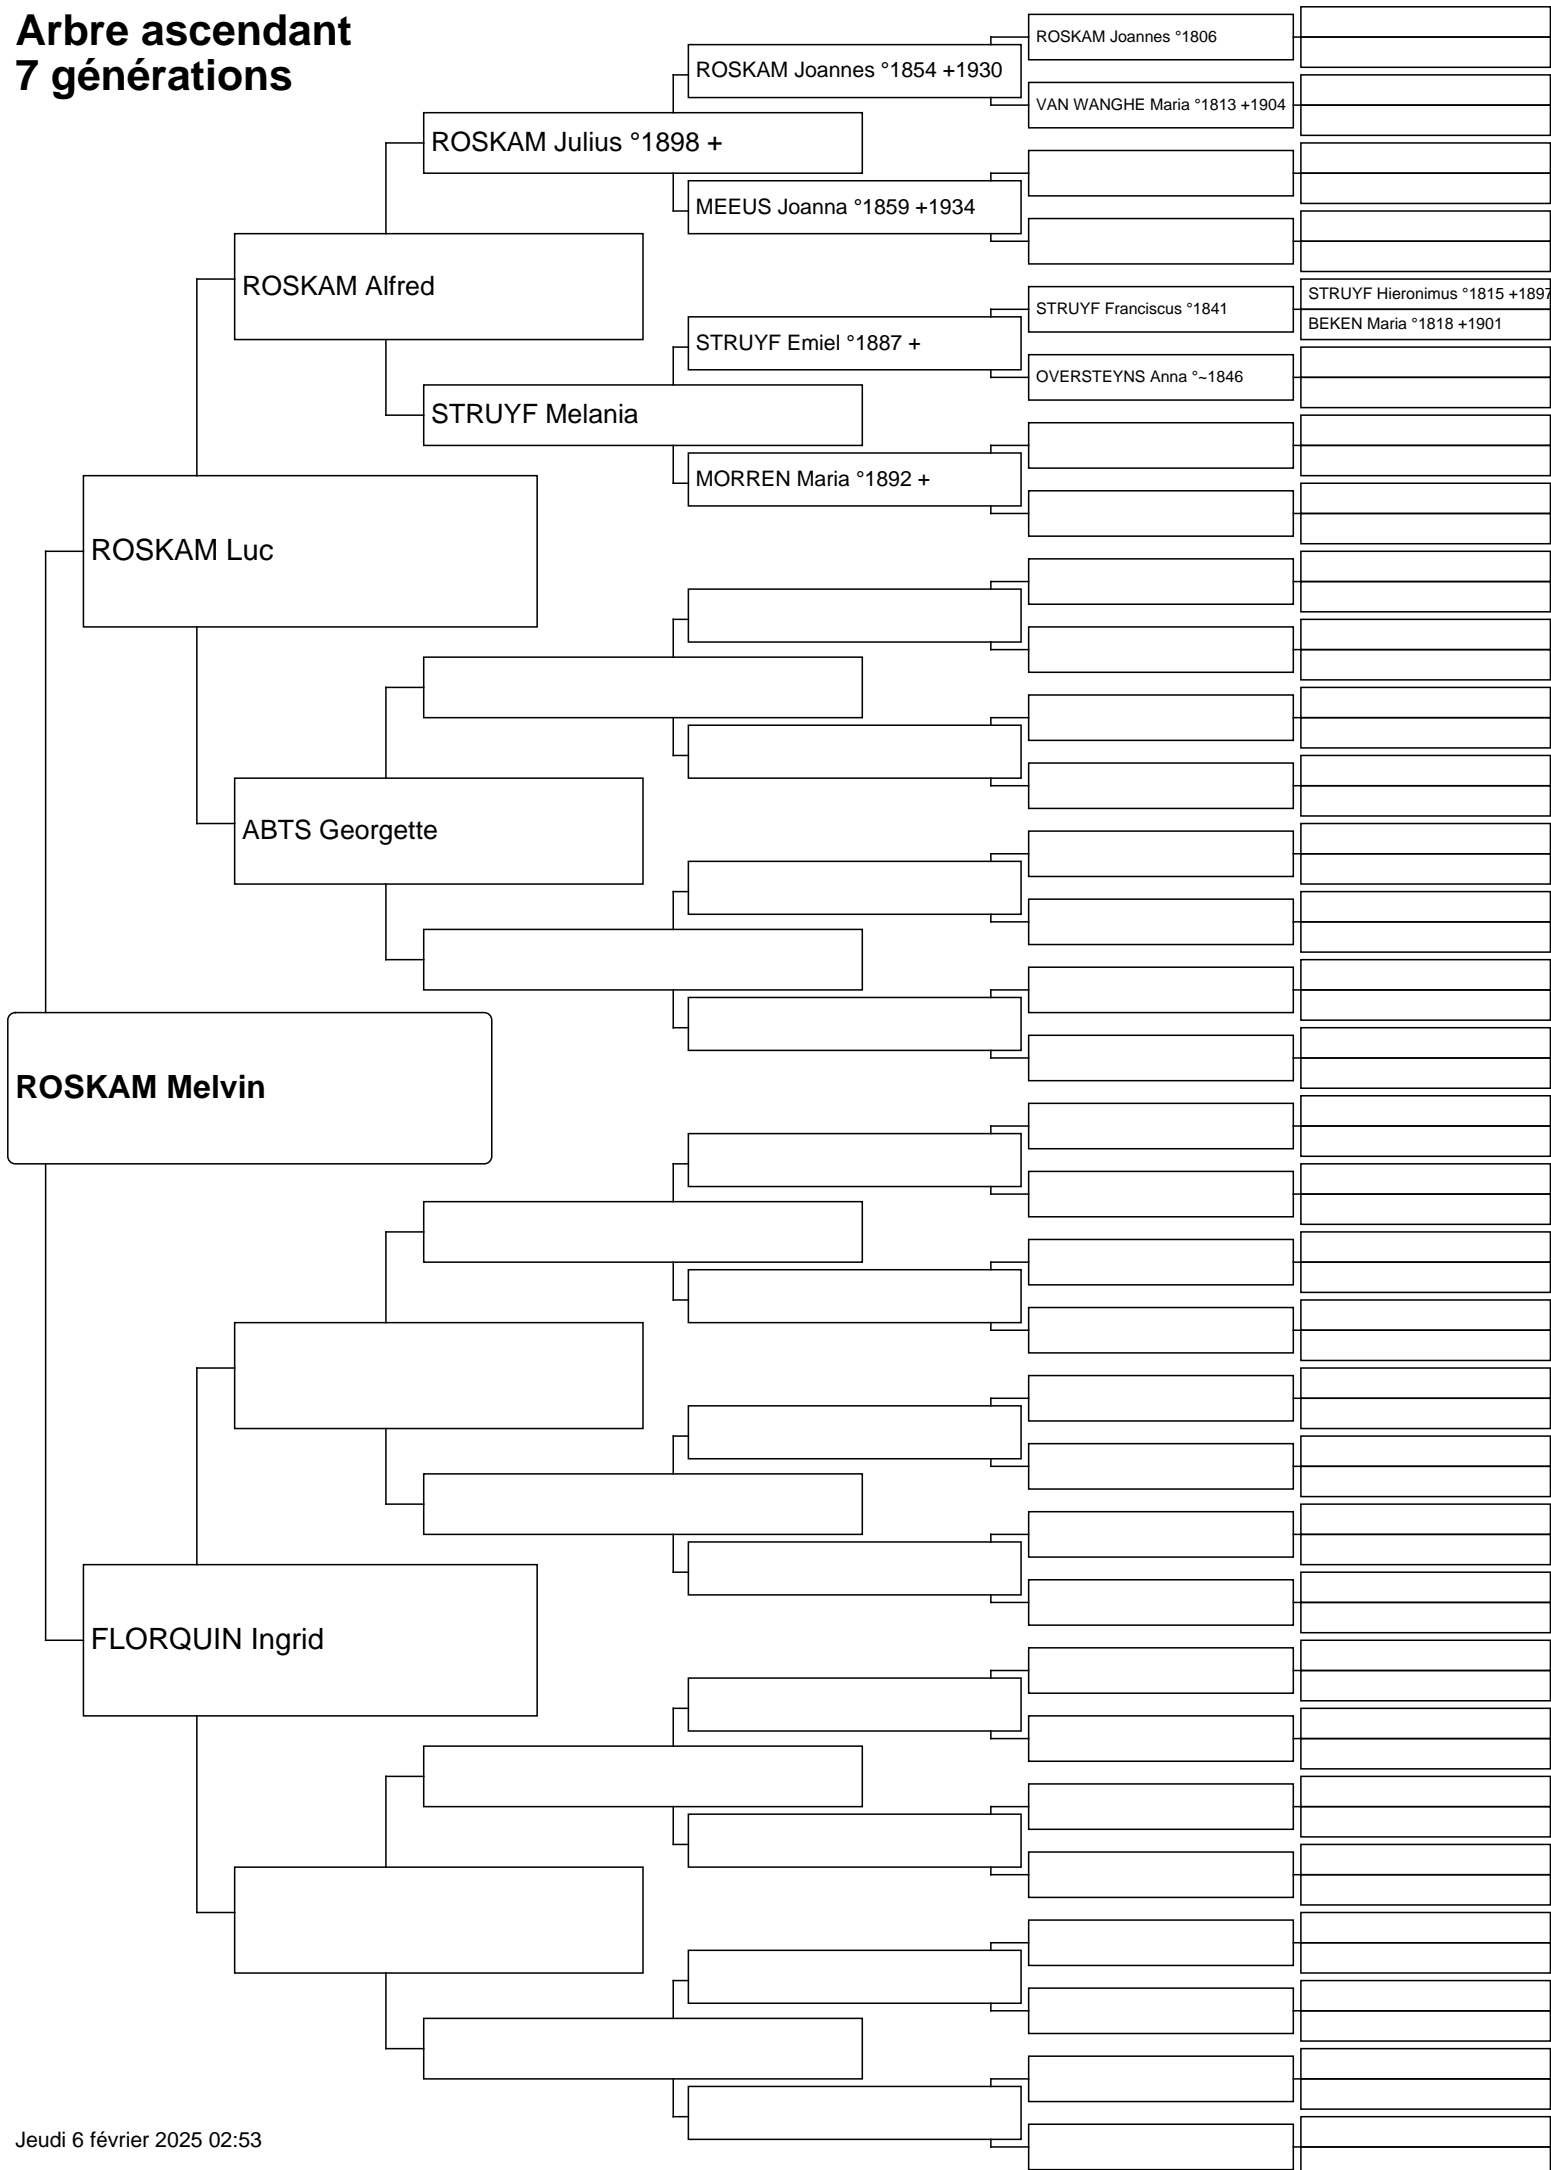 Arbre ascendant
7 générations
ROSKAM Joannes °1806
ROSKAM Joannes °1854 +1930
VAN WANGHE Maria °1813 +1904
ROSKAM Julius °1898 +
MEEUS Joanna °1859 +1934
ROSKAM Alfred
STRUYF Hieronimus °1815 +1897
STRUYF Franciscus °1841
BEKEN Maria °1818 +1901
STRUYF Emiel °1887 +
OVERSTEYNS Anna °~1846
STRUYF Melania
MORREN Maria °1892 +
ROSKAM Luc
ABTS Georgette
ROSKAM Melvin
FLORQUIN Ingrid
Jeudi 6 février 2025 02:53